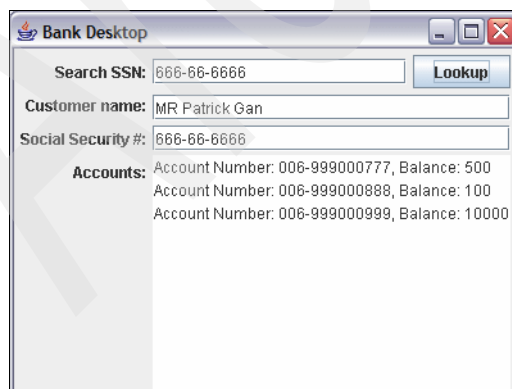 Bank Desktop
Search SSN: 666-66-6666 Lookup
Customer name: MR Patrick Gan
Social Security #: 666-66-6666
Accounts: Account Number: 006-999000777, Balance: 500
Account Number: 006-999000888, Balance: 100
Account Number: 006-999000999, Balance: 10000